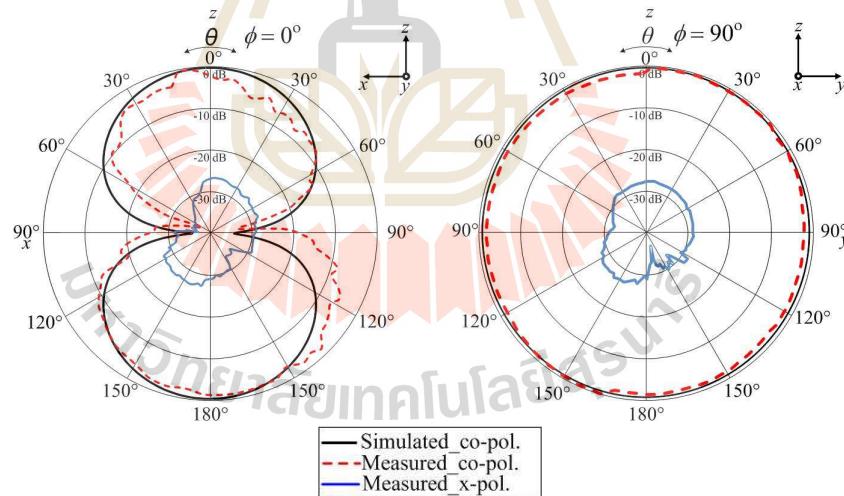 z
θ ϕ = 0°
z
x
y
0°
0 dB
30°
30°
-10 dB
60°
60°
-20 dB
-30 dB
90°
90°
x
120°
120°
150°
150°
180°
z
θ ϕ = 90°
z
x
y
0°
0 dB
30°
30°
-10 dB
60°
60°
-20 dB
-30 dB
90°
90°
y
120°
120°
150°
150°
180°
มหาวิทยาลัยเทคโนโลยีสุรนารี
Simulated_co-pol.
Measured_co-pol.
Measured_x-pol.